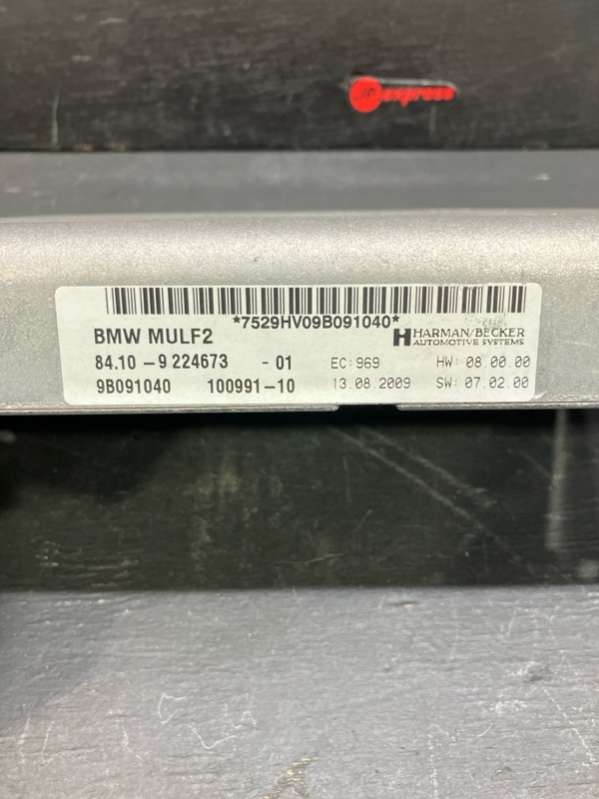 express
*7529HV09B091040*
BMW MULF2
HARMAN/BECKER
AUTOMOTIVE SYSTEMS
84.10-9 224673 -01 EC:969 HW:08.00.00
9B091040 100991-10 13.08.2009 SW:07.02.00